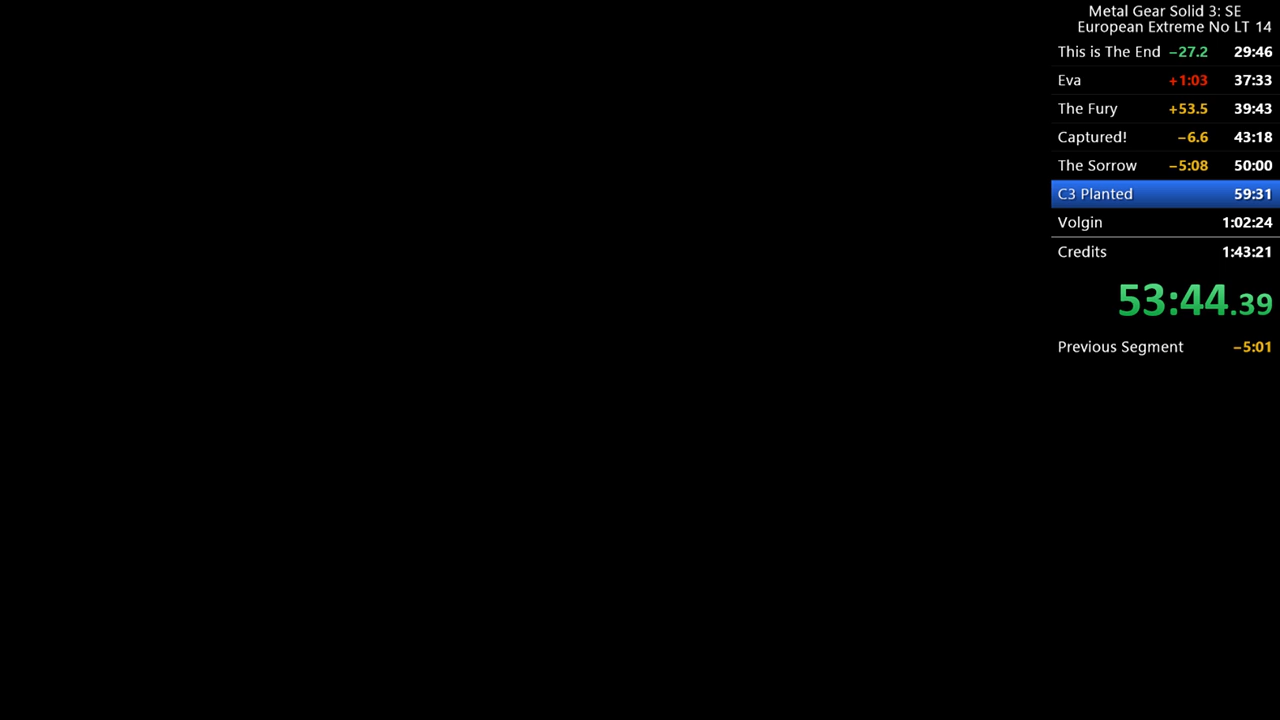 Metal Gear Solid 3: SE
European Extreme No LT 14
This is The End −27.2 29:46
Eva +1:03 37:33
The Fury +53.5 39:43
Captured! −6.6 43:18
The Sorrow −5:08 50:00
C3 Planted 59:31
Volgin 1:02:24
Credits 1:43:21
53:44.39
Previous Segment −5:01